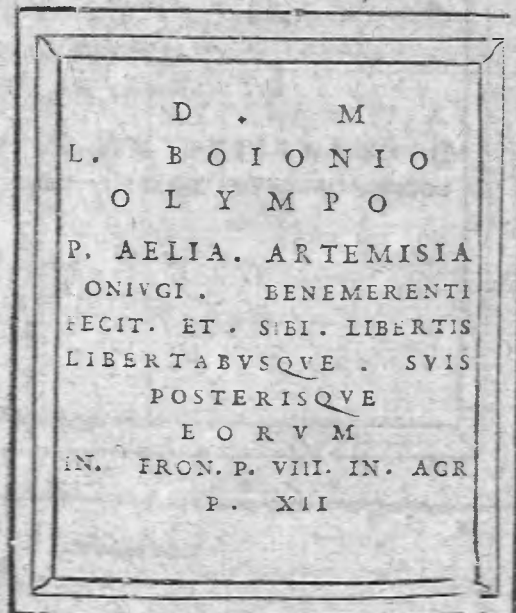 D . M
L. BOIONIO
OLYMPO
P. AELIA. ARTEMISIA
ONIVGI . BENEMERENTI
FECIT. ET . SIBI. LIBERTIS
LIBERTABVSQVE . SVIS
POSTERISQVE
EORVM
IN. FRON. P. VIII. IN. AGR
P. XII